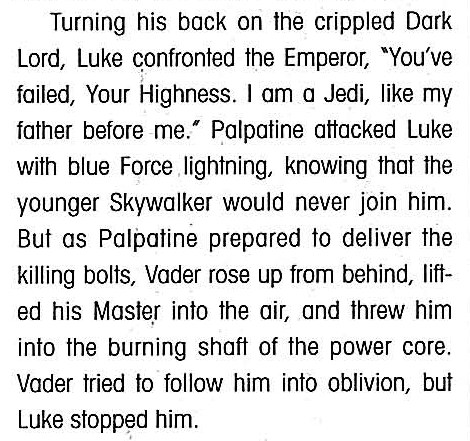 Turning his back on the crippled Dark
Lord, Luke confronted the Emperor, "You've
failed, Your Highness. I am a Jedi, like my
father before me." Palpatine attacked Luke
with blue Force lightning, knowing that the
younger Skywalker would never join him.
But as Palpatine prepared to deliver the
killing bolts, Vader rose up from behind, lift-
ed his Master into the air, and threw him
into the burning shaft of the power core.
Vader tried to follow him into oblivion, but
Luke stopped him.